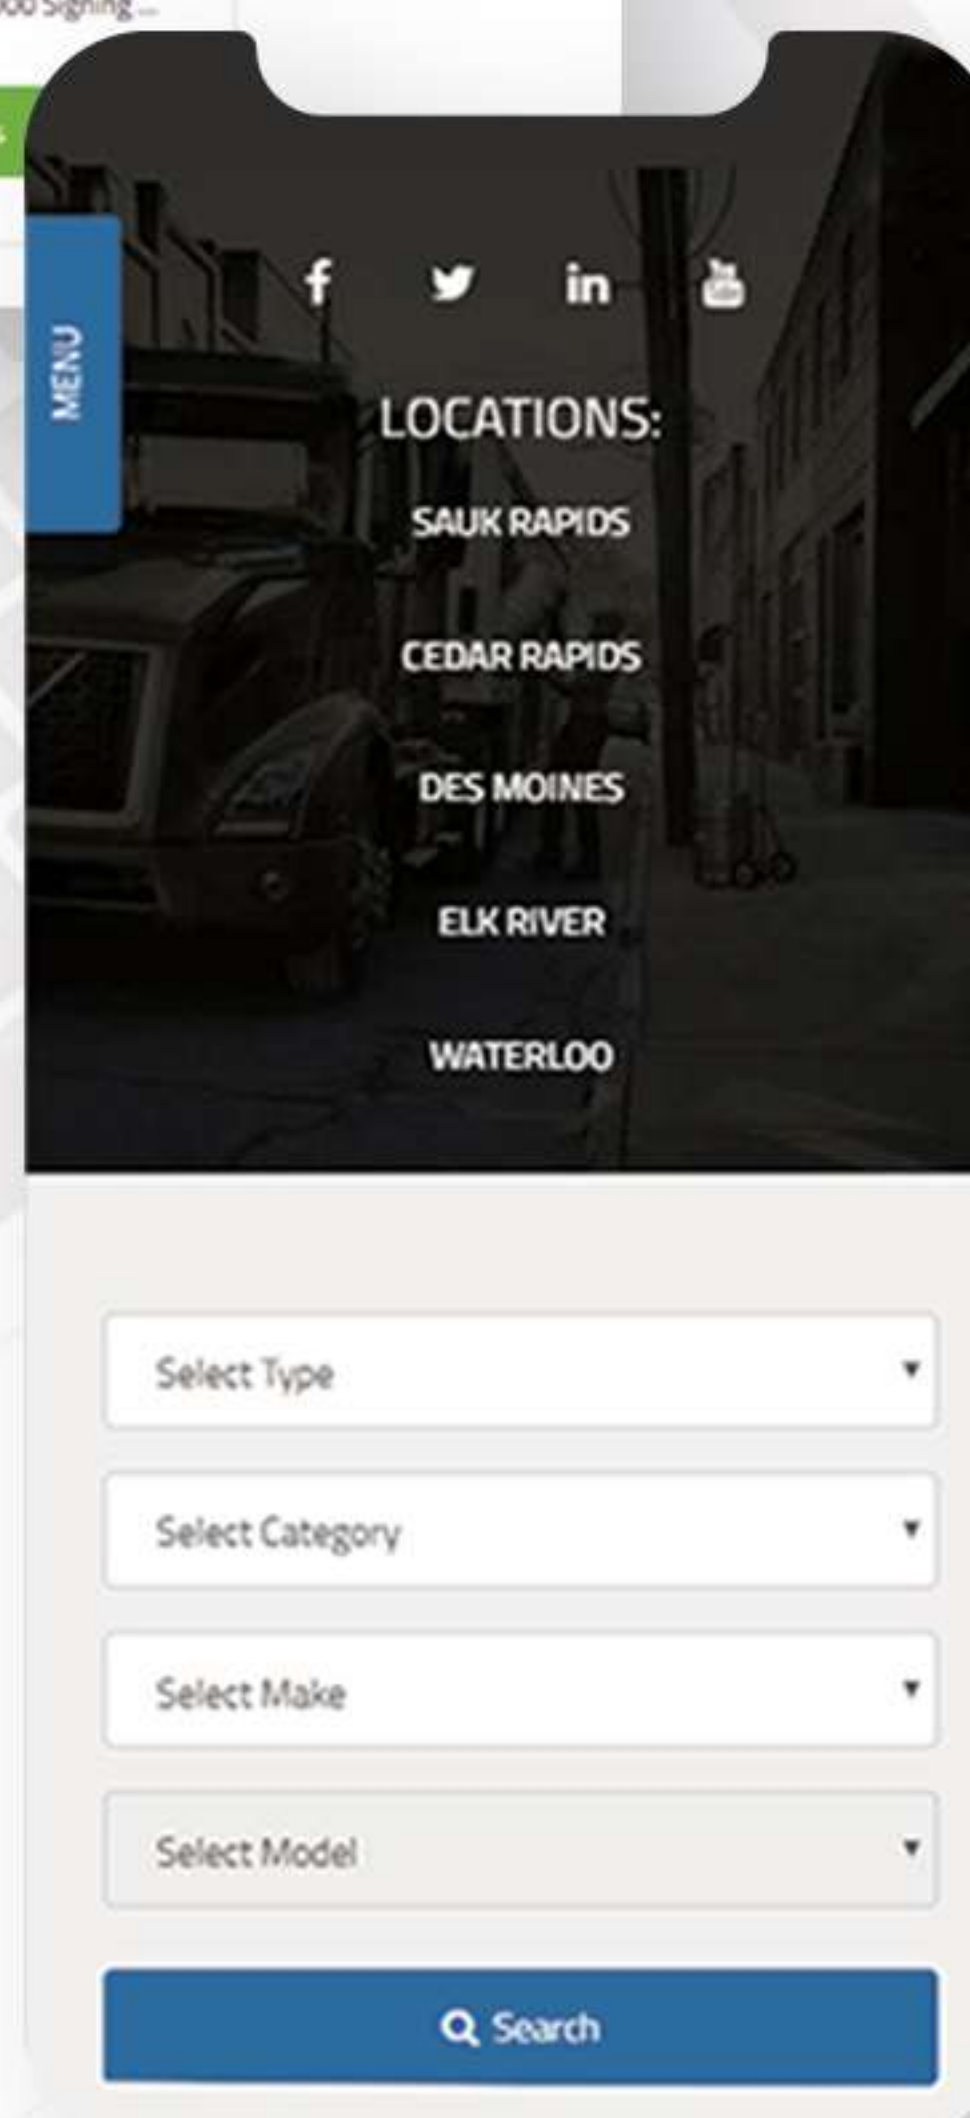 Signing ...
MENU
LOCATIONS:
SAUK RAPIDS
CEDAR RAPIDS
DES MOINES
ELK RIVER
WATERLOO
Select Type
Select Category
Select Make
Select Model
Search